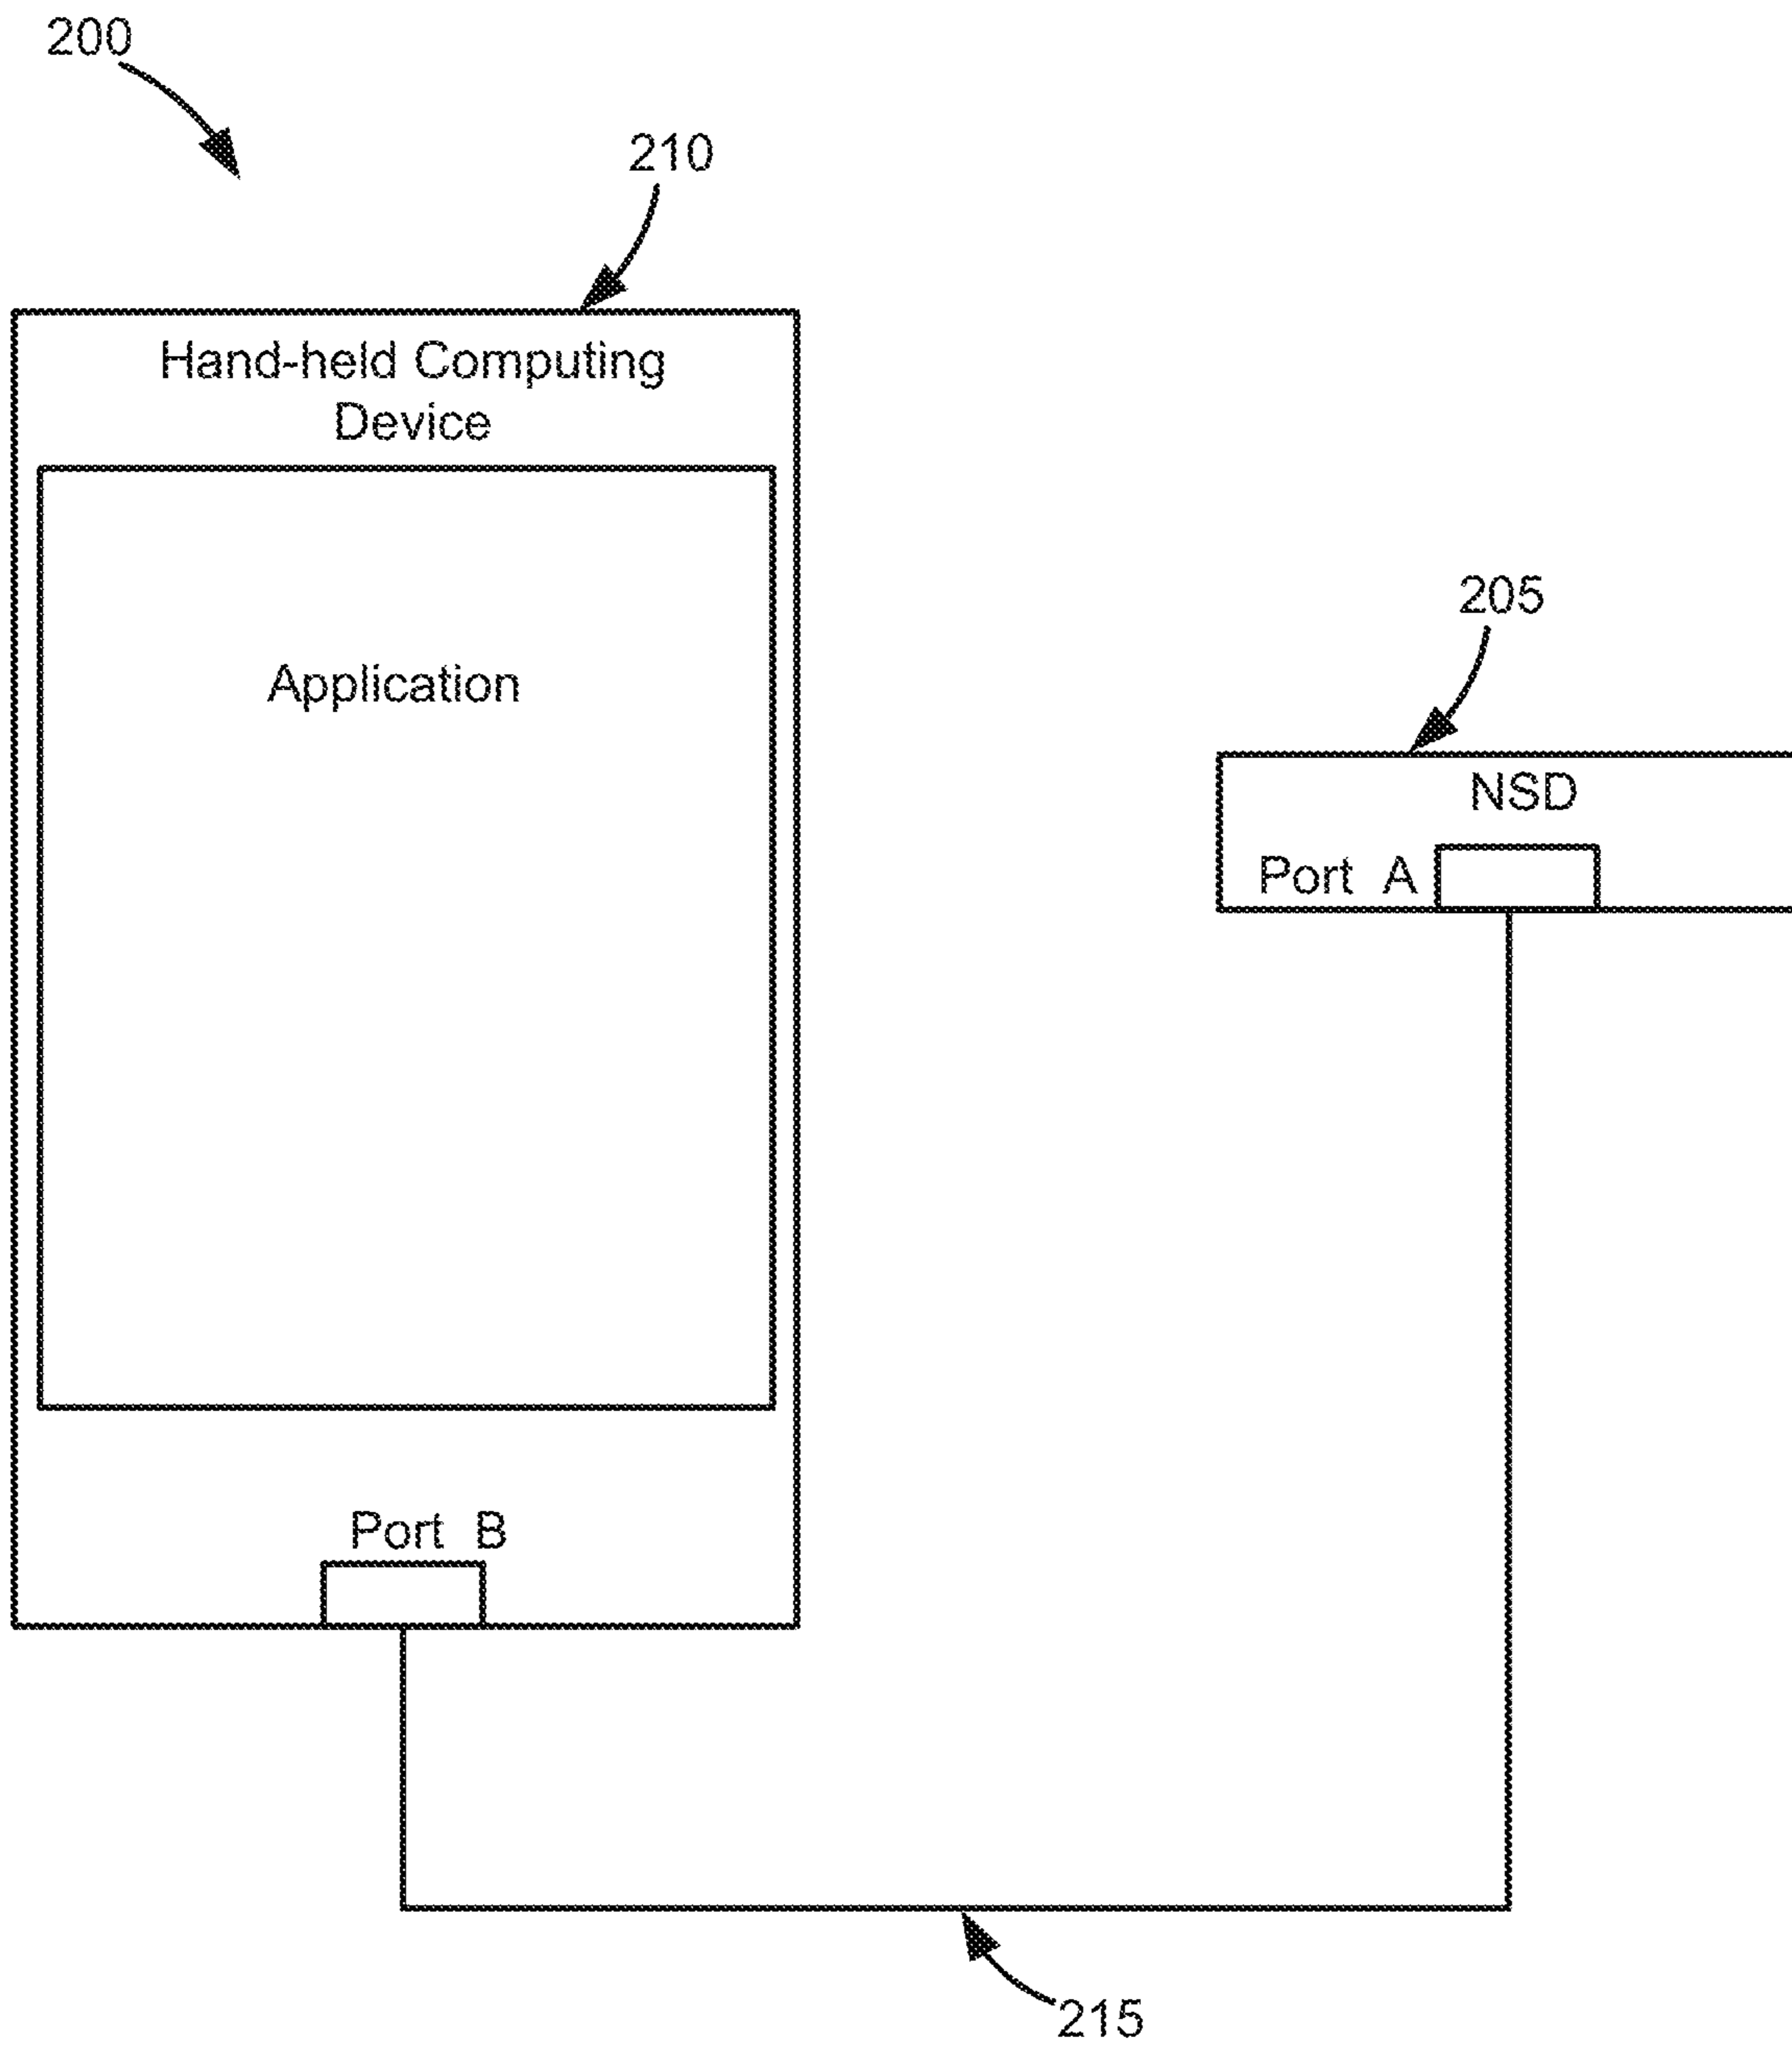 200
210
Hand-held Computing
Device
Application
205
NSD
Port A
Port B
215